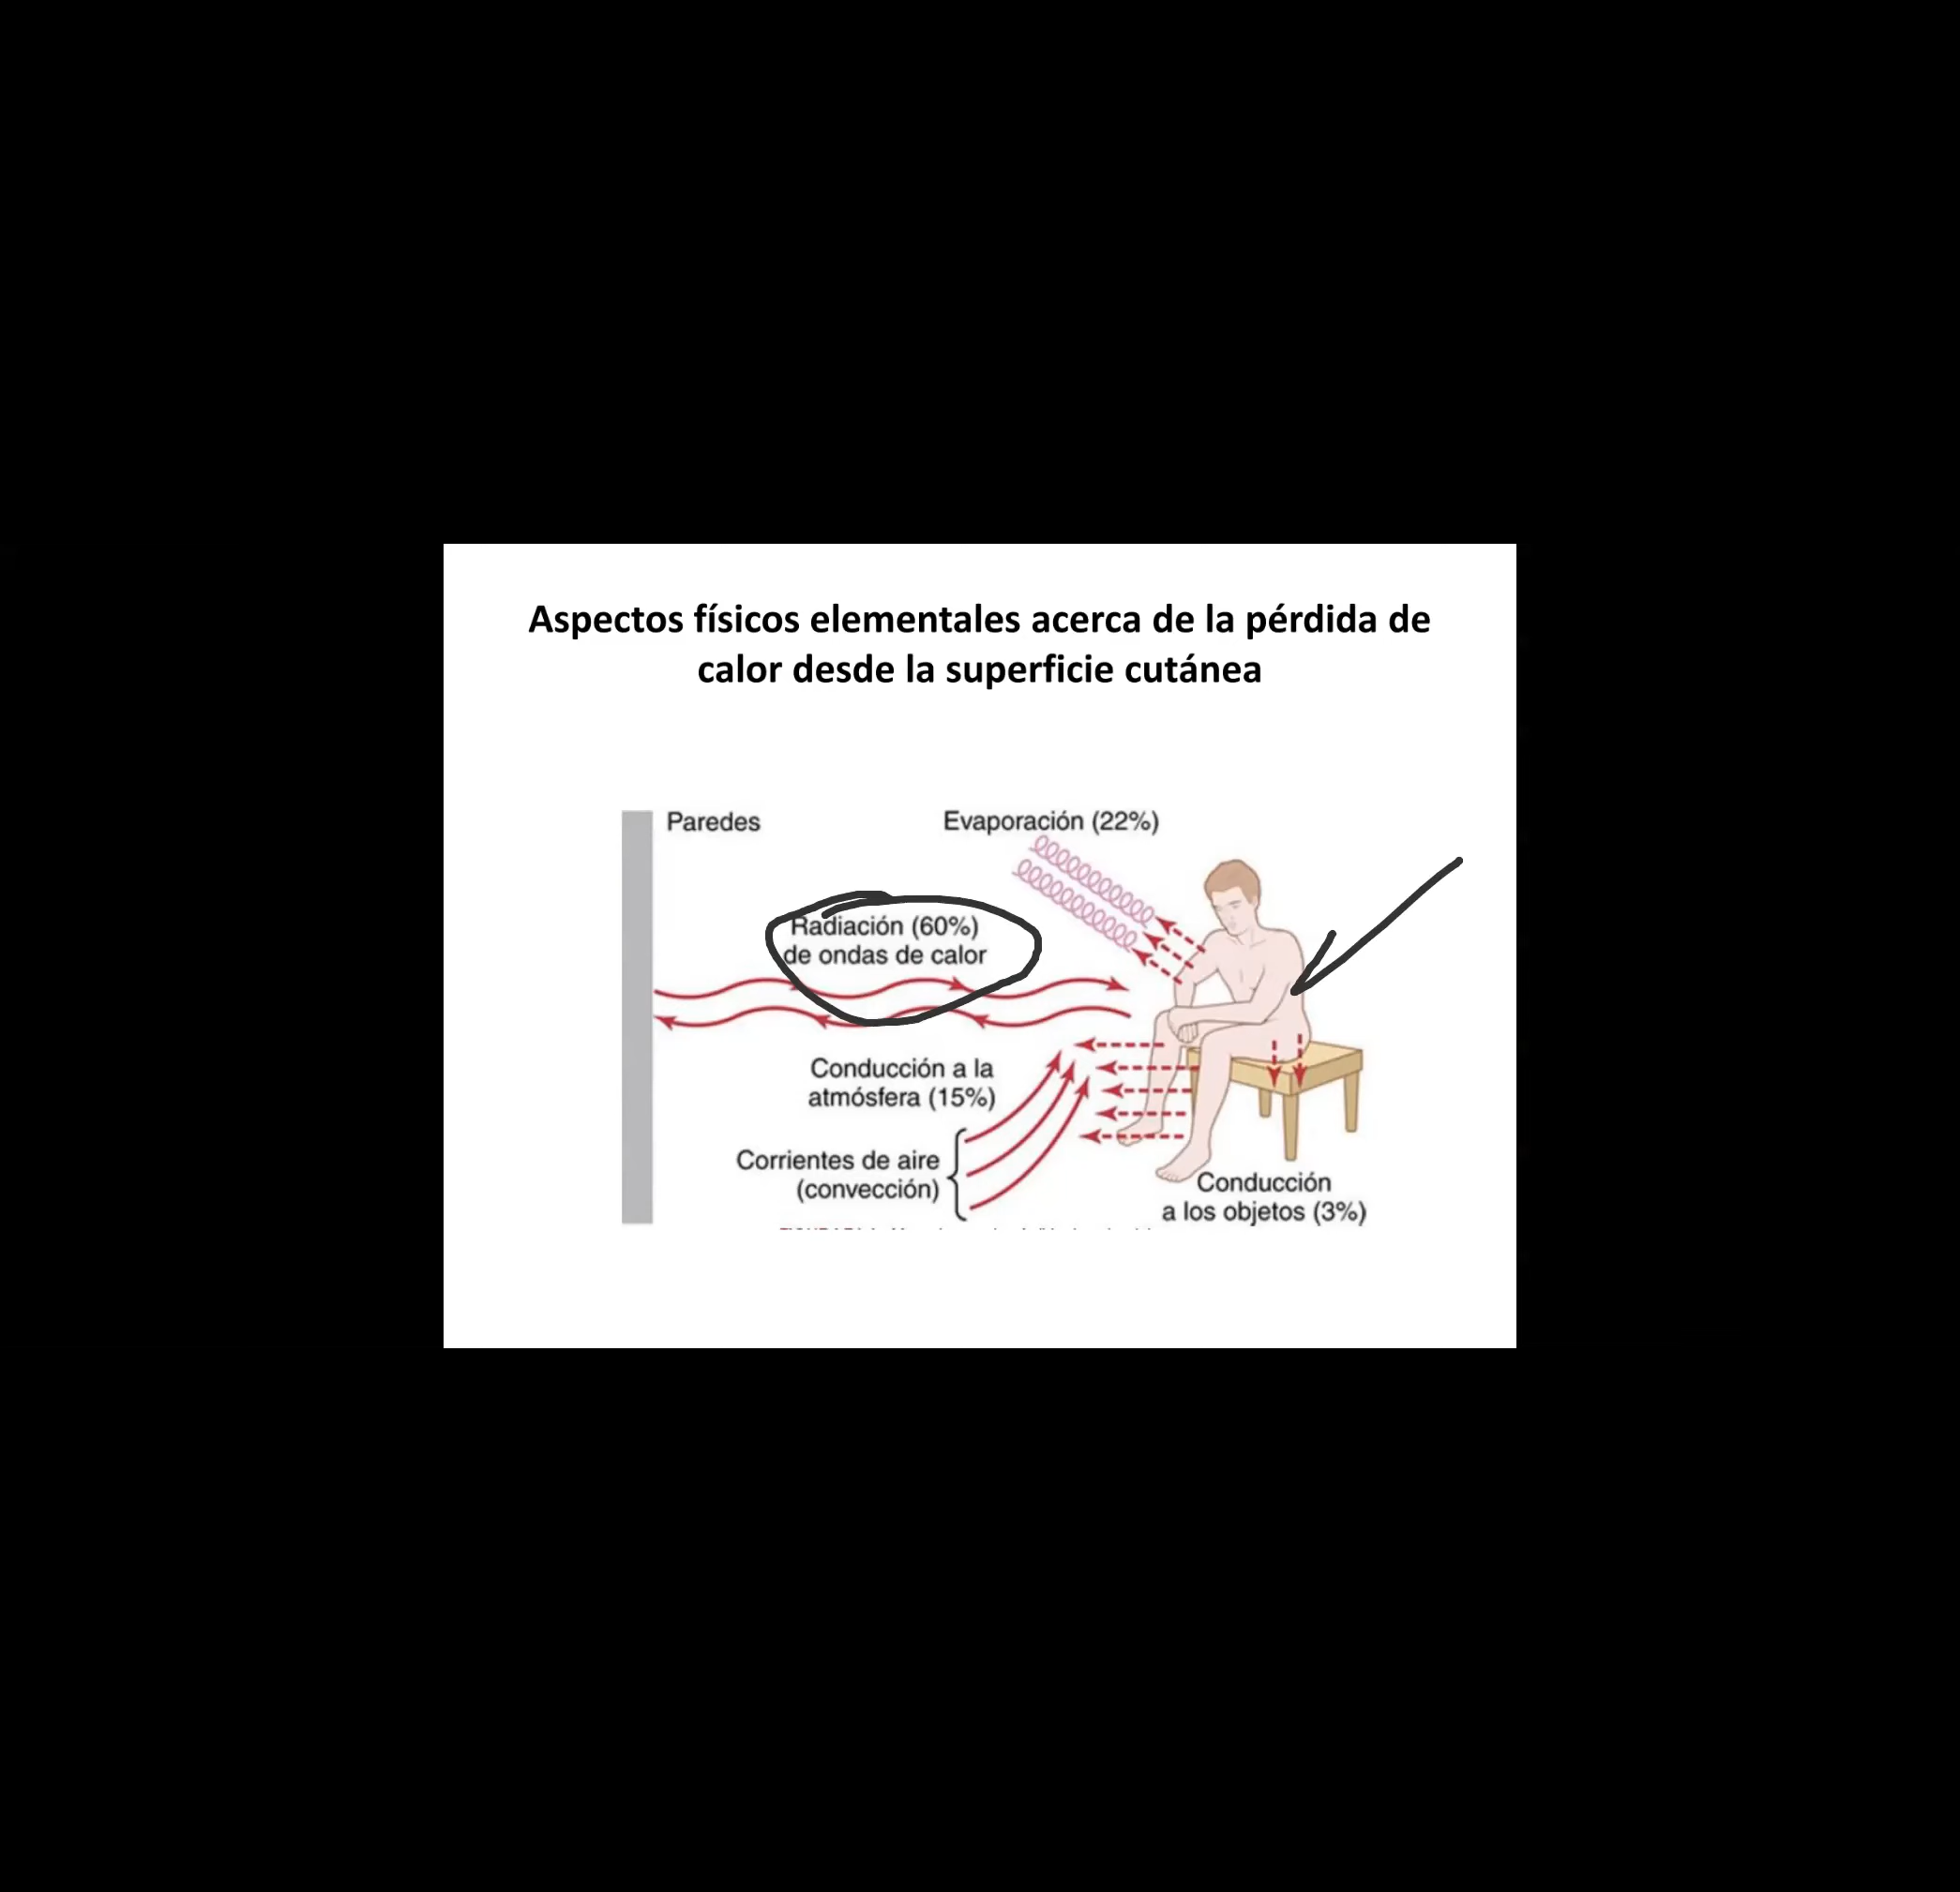 Aspectos físicos elementales acerca de la pérdida de
calor desde la superficie cutánea
Paredes
Evaporación (22%)
Radiación (60%)
de ondas de calor
Conducción a la
atmósfera (15%)
Corrientes de aire
(convección)
Conducción
a los objetos (3%)